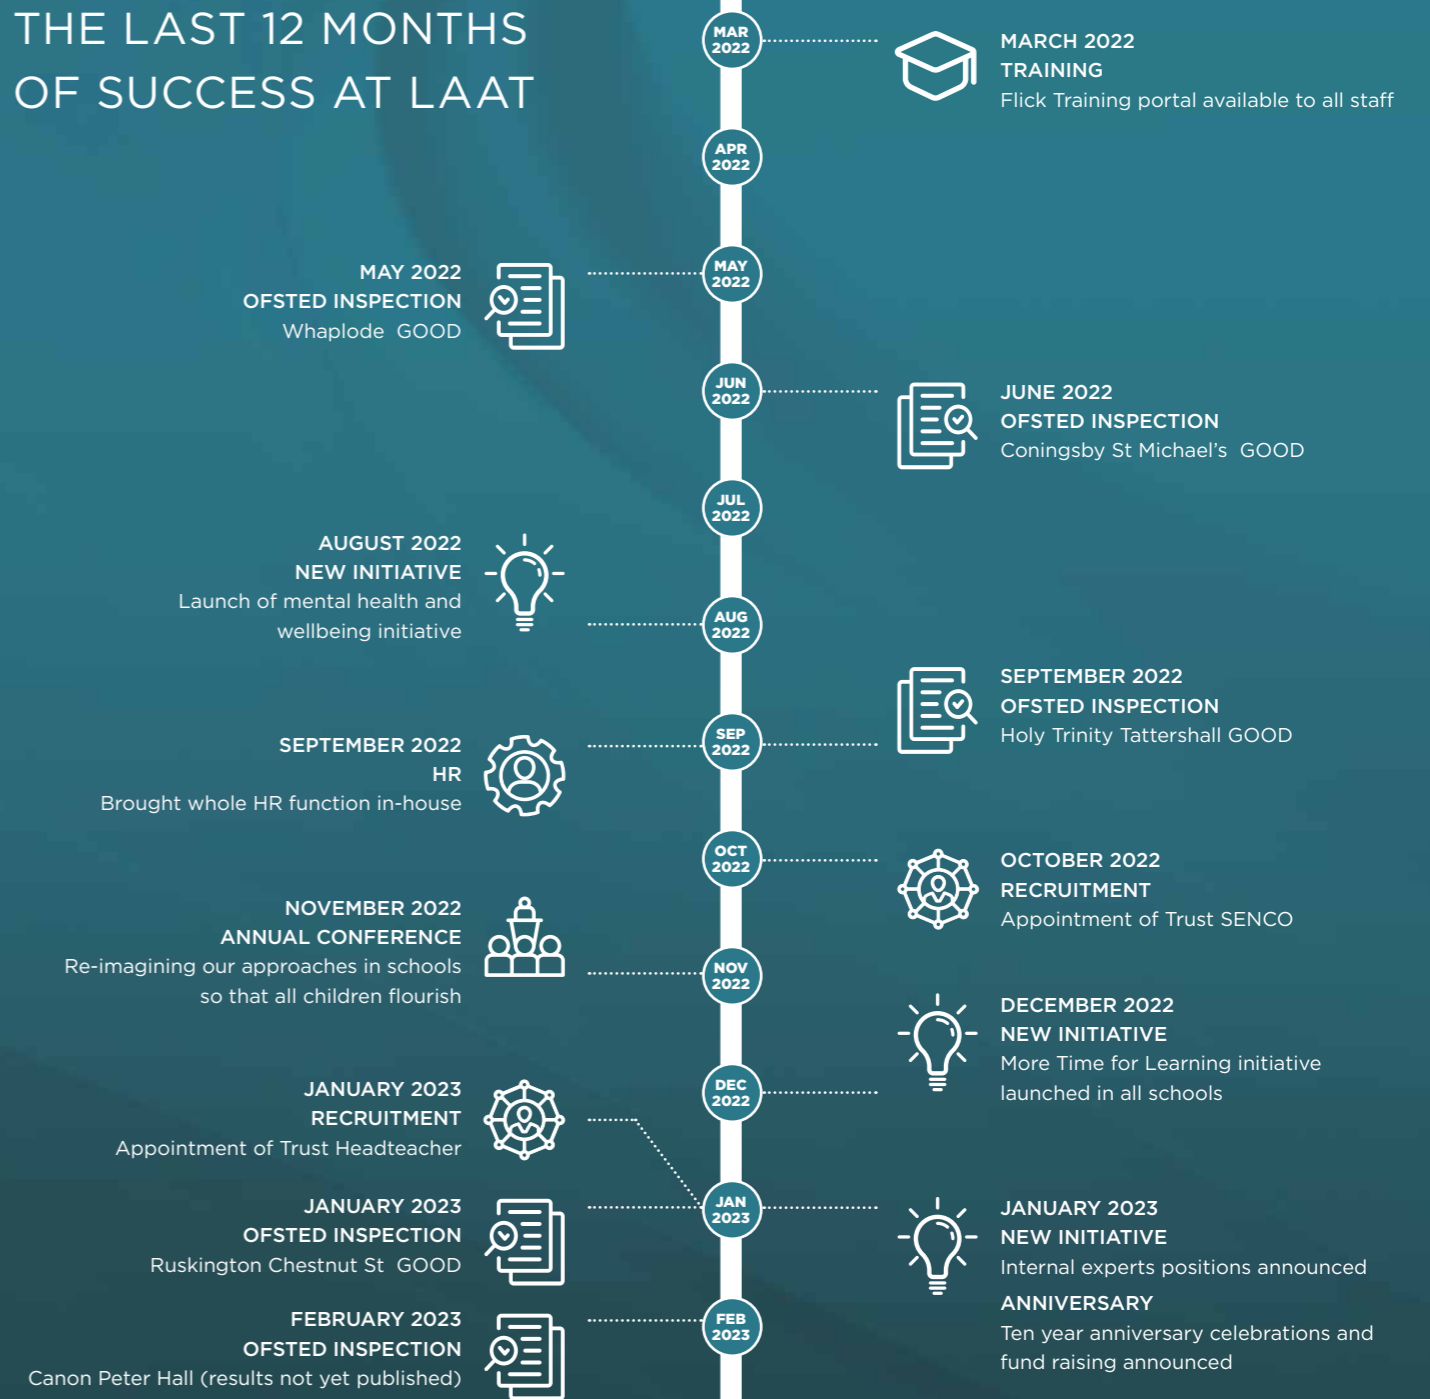 THE LAST 12 MONTHS
OF SUCCESS AT LAAT
MAR
2022
MARCH 2022
TRAINING
Flick Training portal available to all staff
APR
2022
MAY 2022
OFSTED INSPECTION
Whaplode  GOOD
MAY
2022
JUN
2022
JUNE 2022
OFSTED INSPECTION
Coningsby St Michael’s  GOOD
JUL
2022
AUGUST 2022
NEW INITIATIVE
Launch of mental health and
wellbeing initiative
AUG
2022
SEPTEMBER 2022
OFSTED INSPECTION
Holy Trinity Tattershall GOOD
SEPTEMBER 2022
HR
Brought whole HR function in-house
SEP
2022
OCT
2022
OCTOBER 2022
RECRUITMENT
Appointment of Trust SENCO
NOVEMBER 2022
ANNUAL CONFERENCE
Re-imagining our approaches in schools
so that all children flourish
NOV
2022
DECEMBER 2022
NEW INITIATIVE
More Time for Learning initiative
launched in all schools
DEC
2022
JANUARY 2023
RECRUITMENT
Appointment of Trust Headteacher
JANUARY 2023
OFSTED INSPECTION
Ruskington Chestnut St  GOOD
JAN
2023
JANUARY 2023
NEW INITIATIVE
Internal experts positions announced
ANNIVERSARY
Ten year anniversary celebrations and
fund raising announced
FEBRUARY 2023
OFSTED INSPECTION
Canon Peter Hall (results not yet published)
FEB
2023